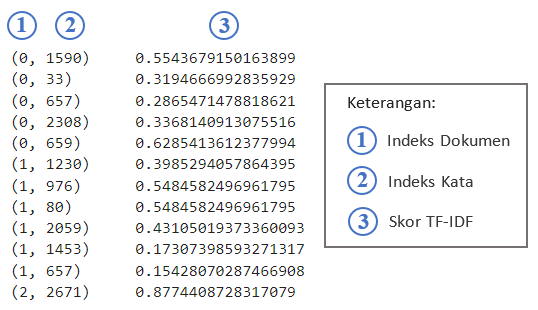 1 2 3
(0, 1590) 0.5543679150163899
(0, 33) 0.3194666992835929
(0, 657) 0.2865471478818621
(0, 2308) 0.3368140913075516
(0, 659) 0.6285413612377994
(1, 1230) 0.3985294057864395
(1, 976) 0.5484582496961795
(1, 80) 0.5484582496961795
(1, 2059) 0.43105019373360093
(1, 1453) 0.17307398593271317
(1, 657) 0.15428070287466908
(2, 2671) 0.8774408728317079
Keterangan:
1 Indeks Dokumen
2 Indeks Kata
3 Skor TF-IDF